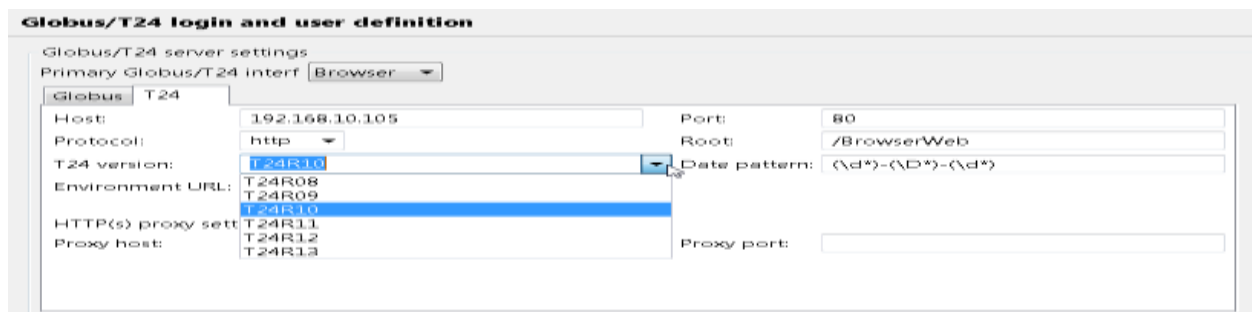 Globus/T24 login and user definition
Globus/T24 server settings
Primary Globus/T24 interf Browser
Globus T24
Host: 192.168.10.105 Port: 80
Protocol: http Root: /BrowserWeb
T24 version: T24R10 Date pattern: (\d*)-(\D*)-(\d*)
T24R08
Environment URL:
T24R09
T24R10
HTTP(s) proxy sett T24R11
Proxy host: T24R12 Proxy port:
T24R13